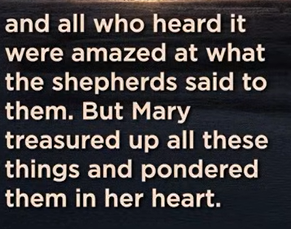 and all who heard it
were amazed at what
the shepherds said to
them. But Mary
treasured up all these
things and pondered
them in her heart.